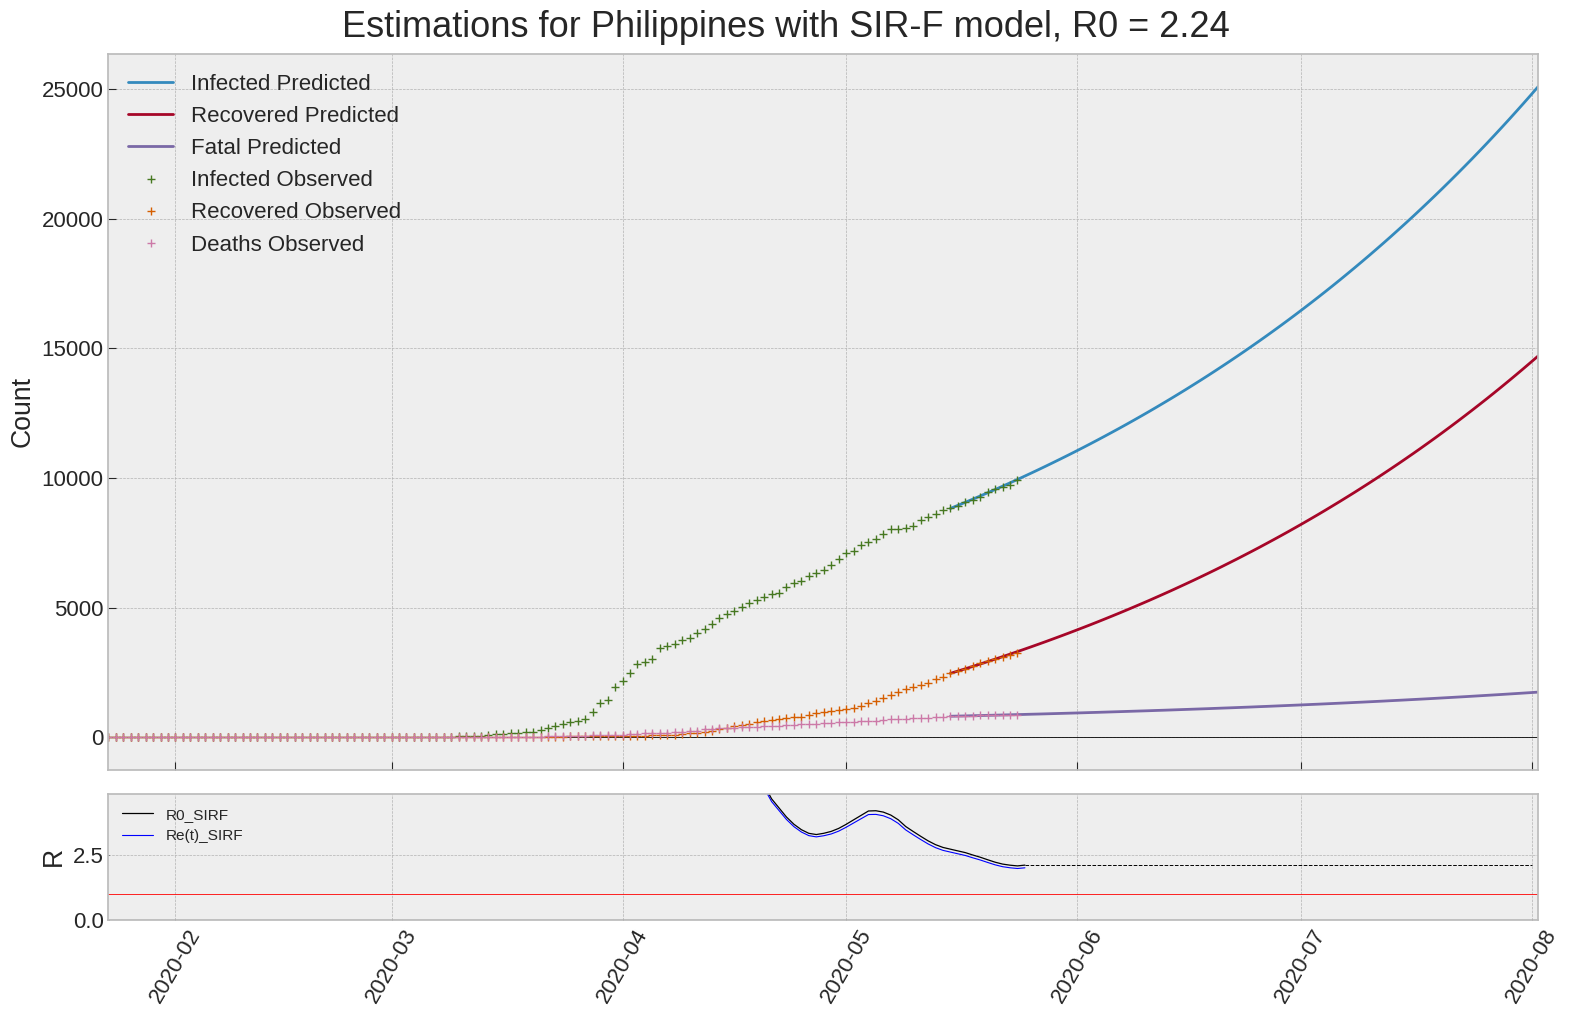 Estimations for Philippines with SIR-F model, R0 = 2.24
25000
20000
15000
10000
5000
0
Count
Infected Predicted
Recovered Predicted
Fatal Predicted
Infected Observed
Recovered Observed
Deaths Observed
R0_SIRF
Re(t)_SIRF
R
2.5
0.0
2020-02
2020-03
2020-04
2020-05
2020-06
2020-07
2020-08